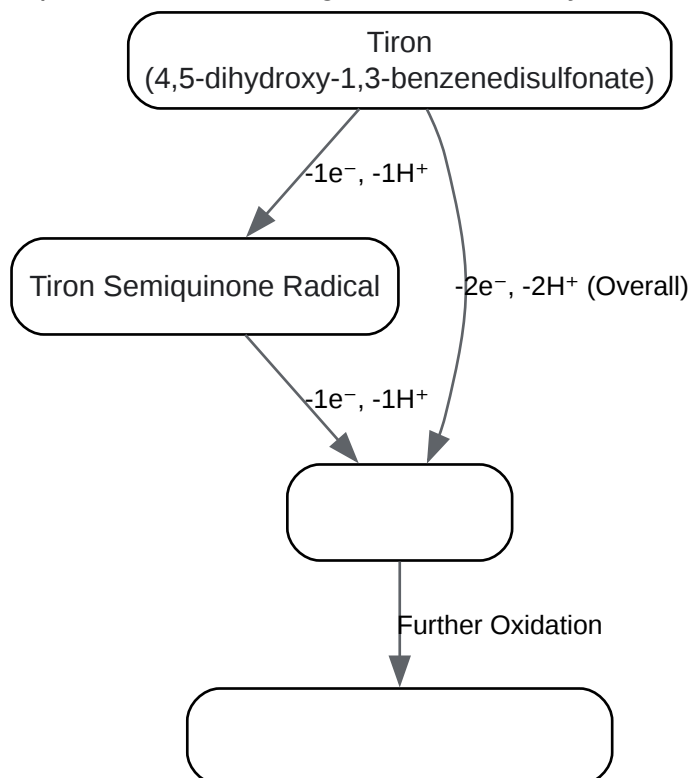 Tiron
(4,5-dihydroxy-1,3-benzenedisulfonate)
-1e⁻, -1H⁺
Tiron Semiquinone Radical
-2e⁻, -2H⁺ (Overall)
-1e⁻, -1H⁺
Further Oxidation